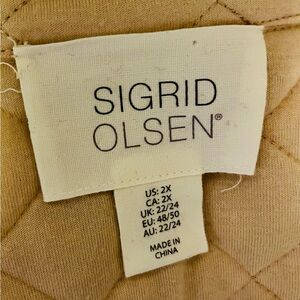 SIGRID
OLSEN®
US: 2X
CA: 2X
UK: 22/24
EU: 48/50
AU: 22/24
MADE IN
CHINA